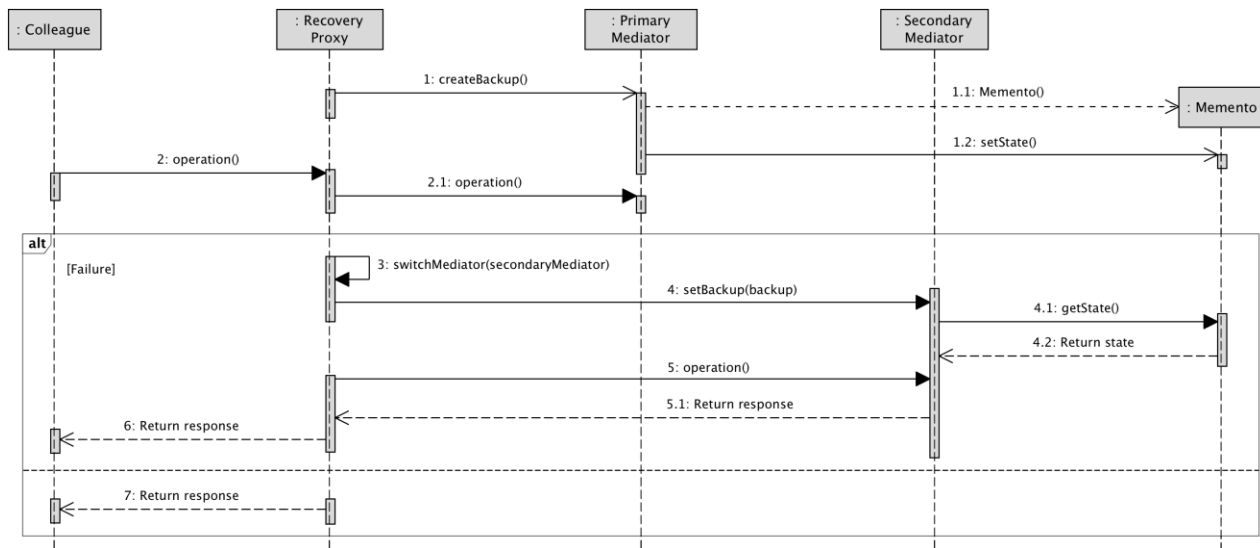 : Colleague
: Recovery
Proxy
: Primary
Mediator
: Secondary
Mediator
1: createBackup()
1.1: Memento()
: Memento
1.2: setState()
2: operation()
2.1: operation()
alt
[Failure]
3: switchMediator(secondaryMediator)
4: setBackup(backup)
4.1: getState()
4.2: Return state
5: operation()
5.1: Return response
6: Return response
7: Return response